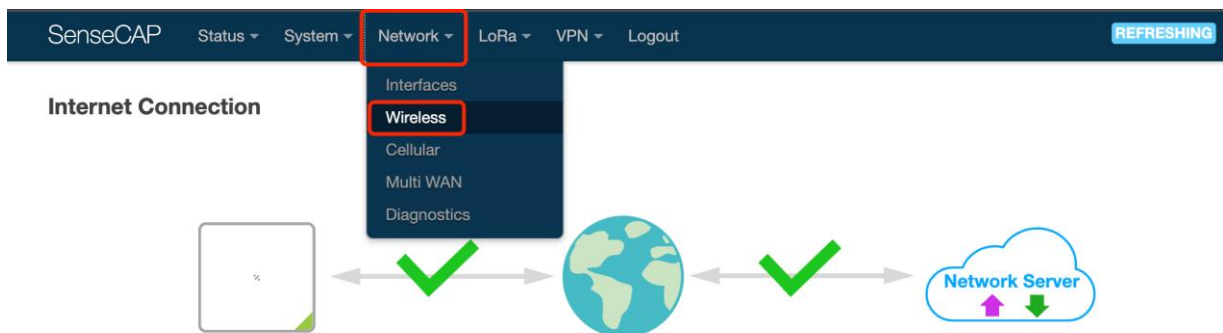 SenseCAP Status System Network LoRa VPN Logout REFRESHING
Interfaces
Internet Connection
Wireless
Cellular
Multi WAN
Diagnostics
Network Server